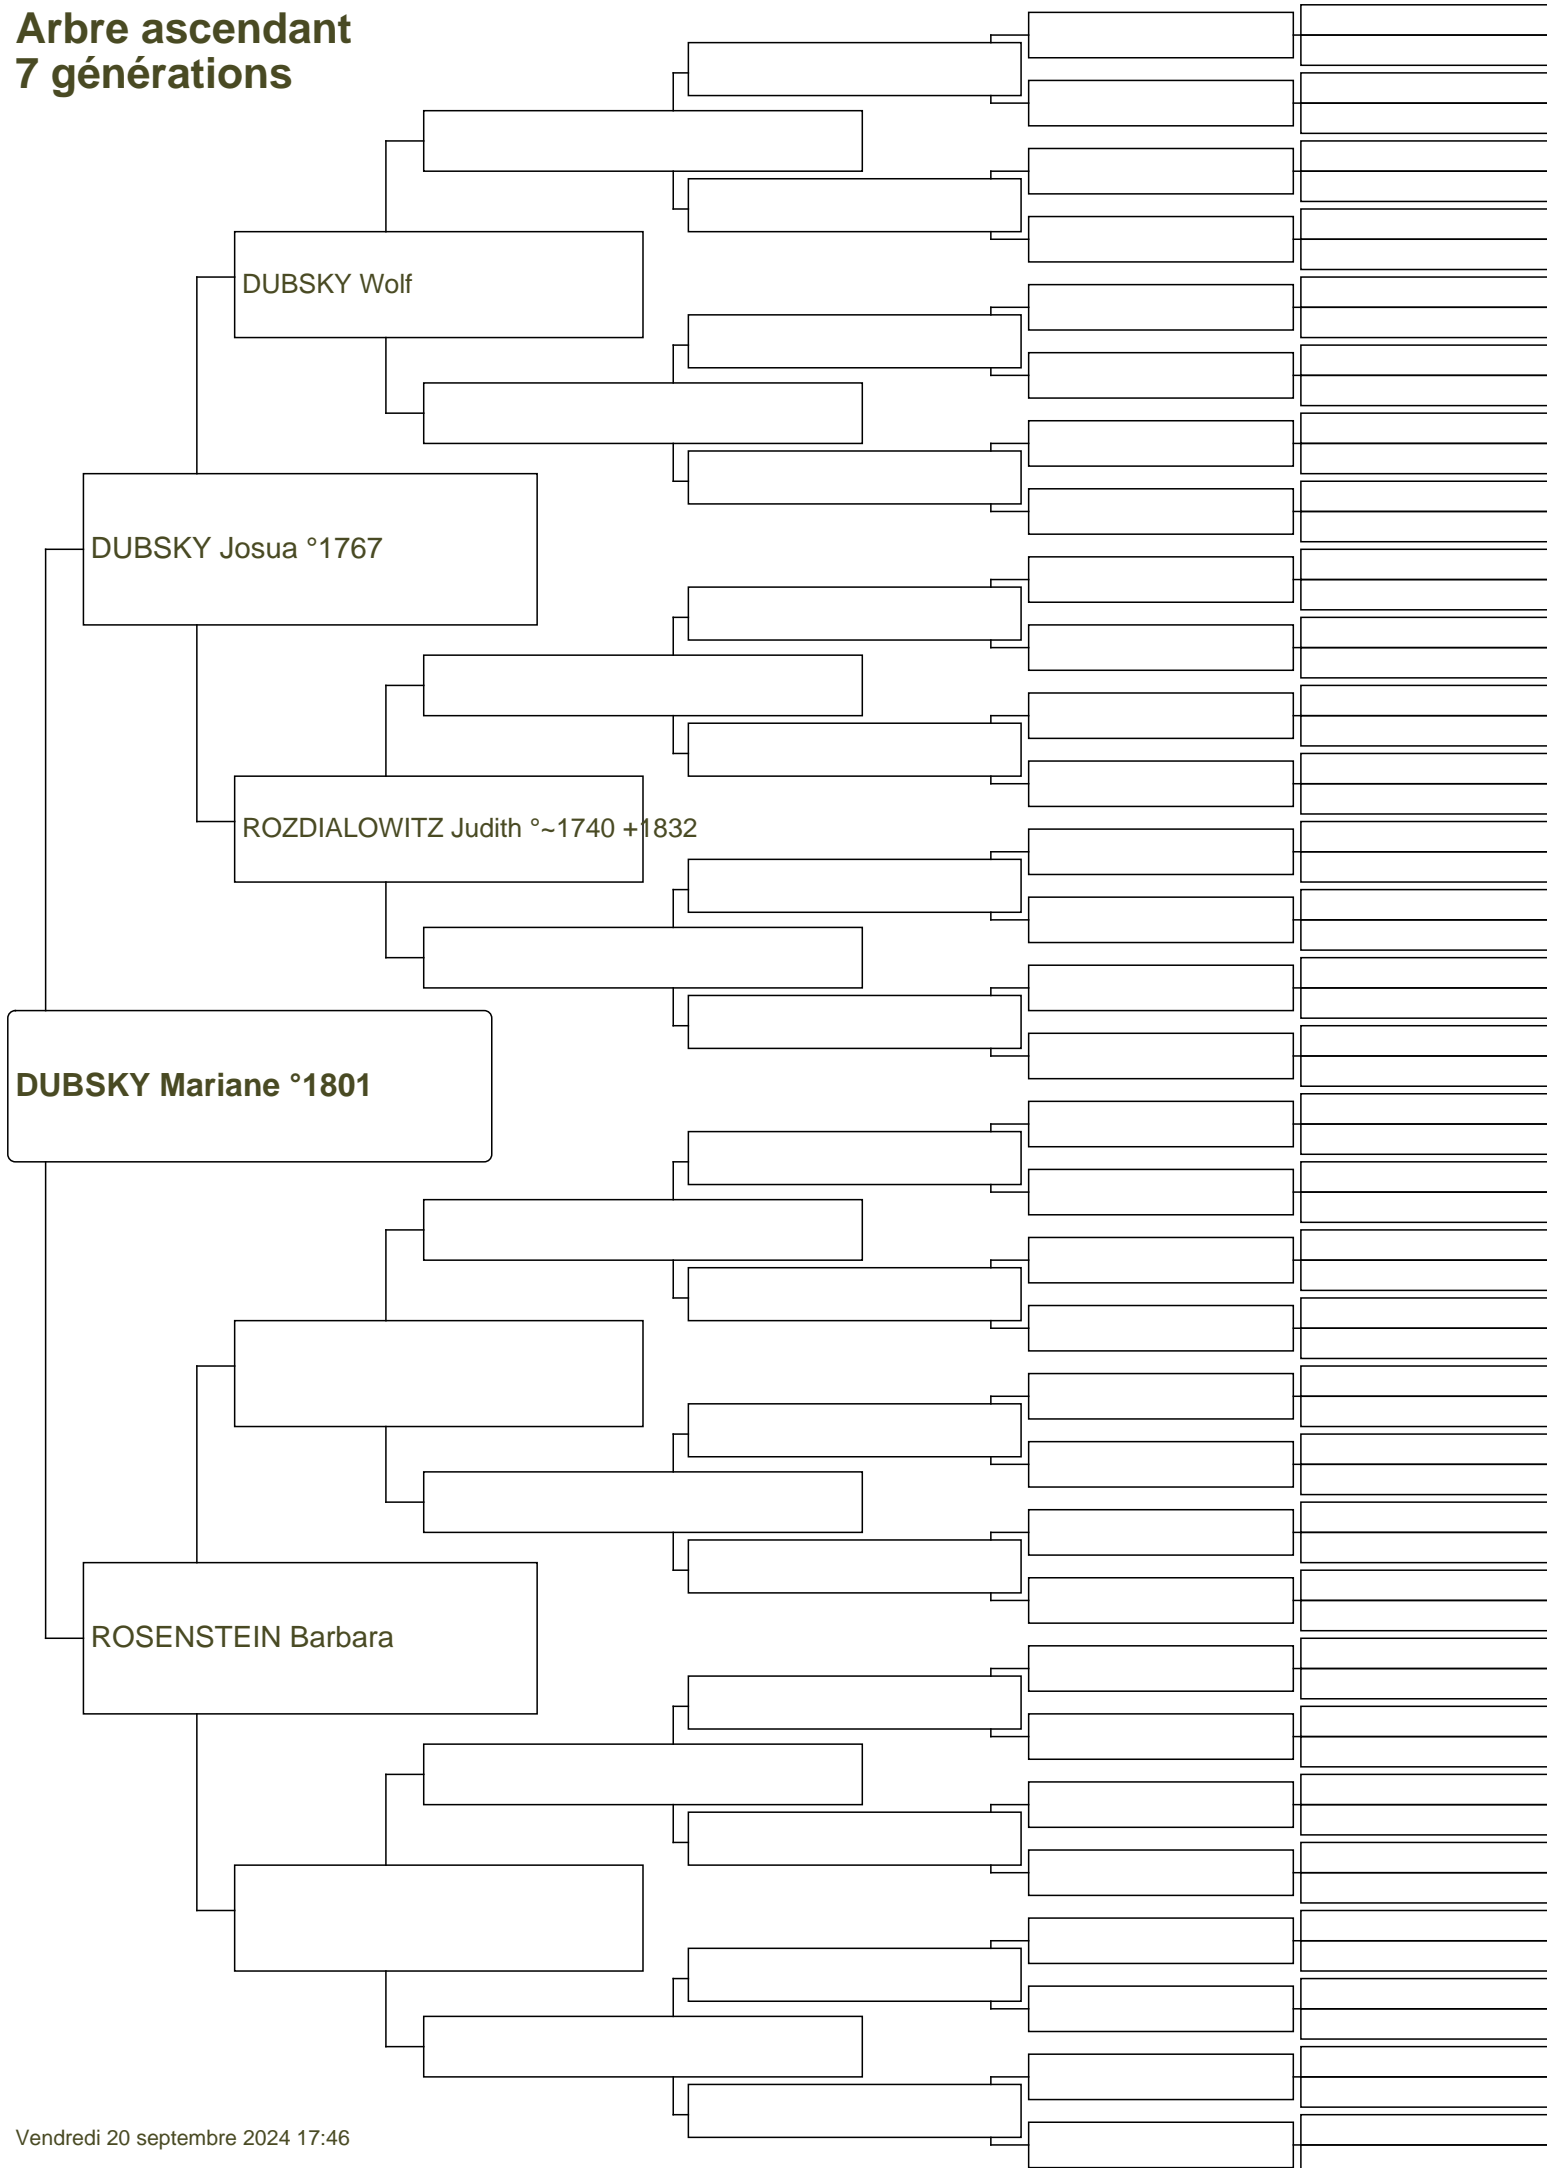 Arbre ascendant
7 générations
DUBSKY Wolf
DUBSKY Josua °1767
ROZDIALOWITZ Judith °~1740 +1832
DUBSKY Mariane °1801
ROSENSTEIN Barbara
Vendredi 20 septembre 2024 17:46